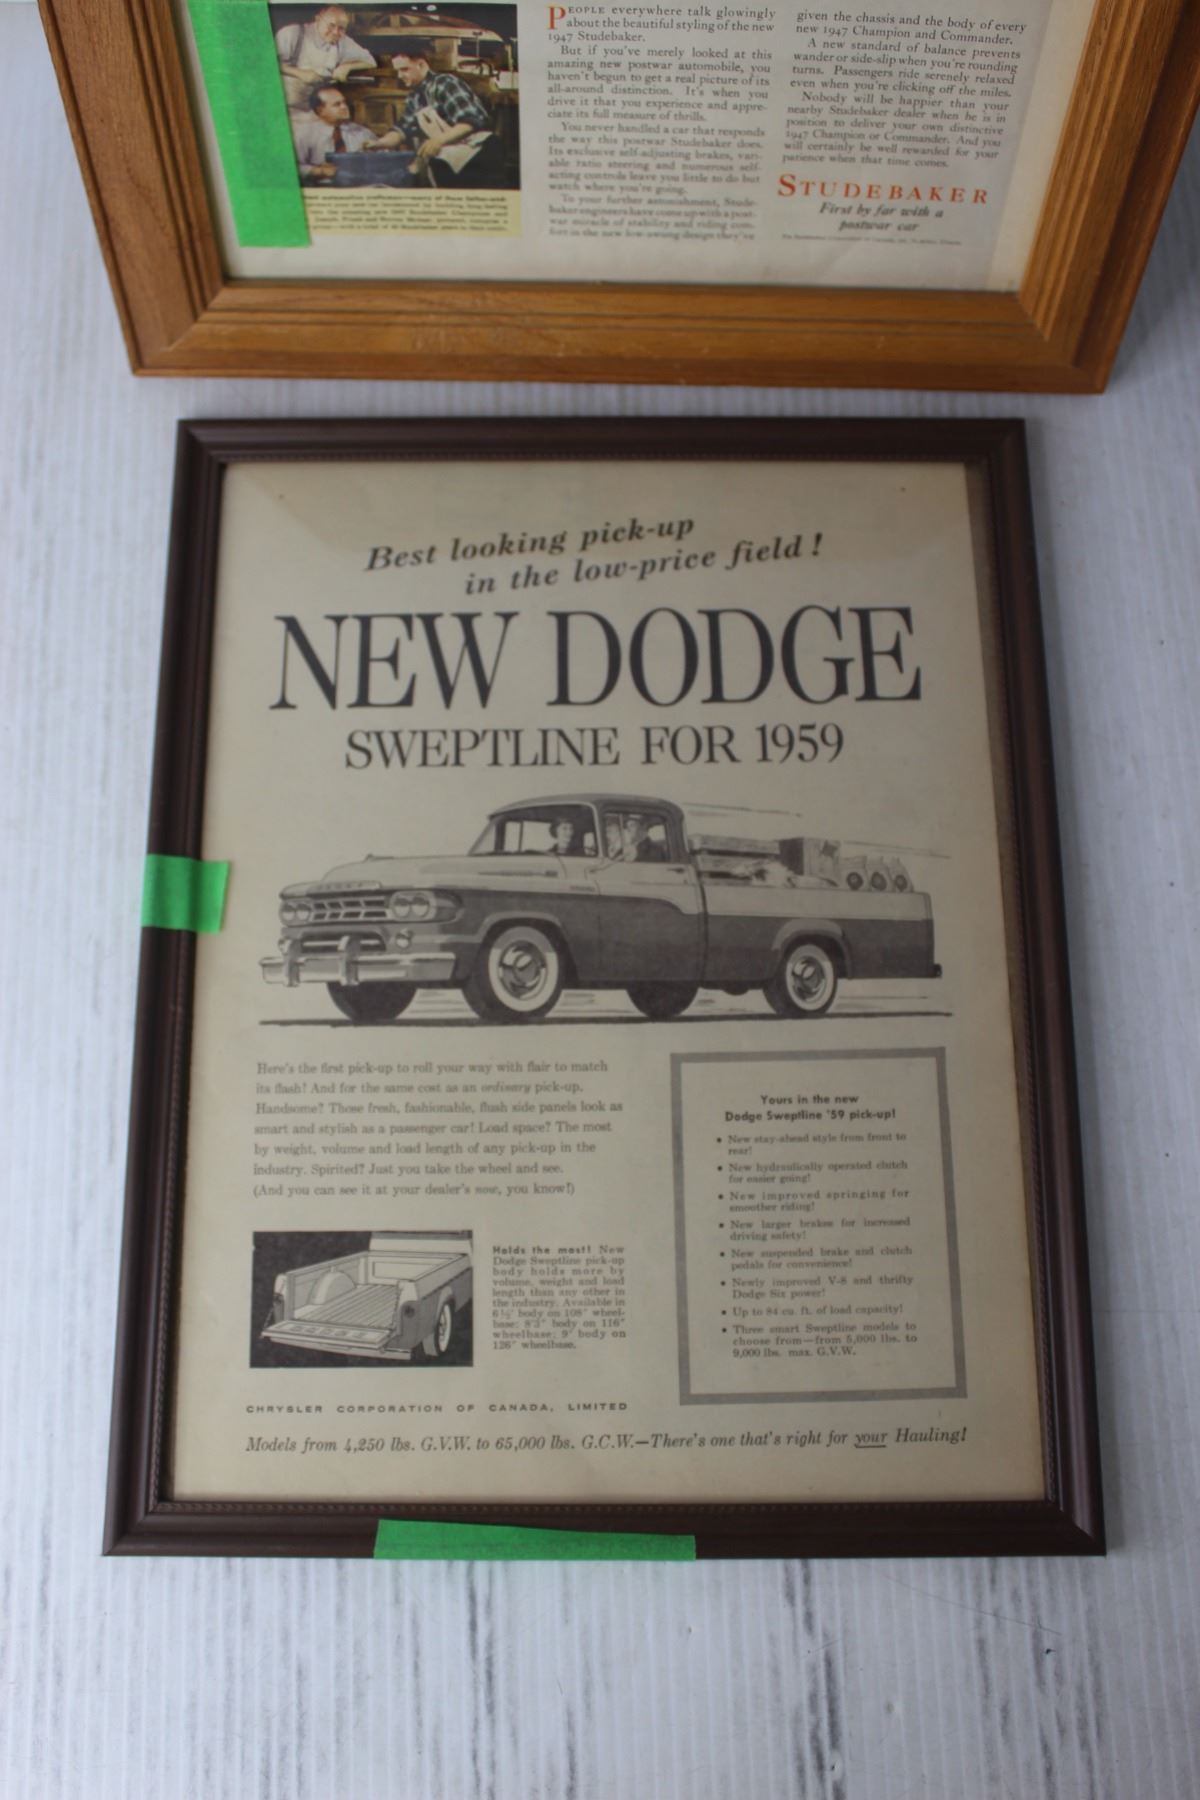 PEOPLE everywhere talk glowingly
about the beautiful styling of the new
1947 Studebaker.
But if you've merely looked at this
amazing new postwar automobile, you
haven't begun to get a real picture of its
all-around distinction. It's when you
drive it that you experience and appre-
ciate its full measure of thrills.
You never handled a car that responds
the way this postwar Studebaker does.
Its exclusive self-adjusting brakes, vari-
able ratio steering and numerous self-
acting controls leave you little to do but
watch where you're going.
To your further astonishment, Stude-
baker engineers have come up with a post-
war miracle of stability and riding com-
fort in the new low-swung design they've
given the chassis and the body of every
new 1947 Champion and Commander.
A new standard of balance prevents
wander or side-slip when you're rounding
turns. Passengers ride serenely relaxed
even when you're clicking off the miles.
Nobody will be happier than your
nearby Studebaker dealer when he is in
position to deliver your own distinctive
1947 Champion or Commander. And you
will certainly be well rewarded for your
patience when that time comes.
STUDEBAKER
First by far with a
postwar car
Best looking pick-up
in the low-price field!
NEW DODGE
SWEPTLINE FOR 1959
DODGE
Here's the first pick-up to roll your way with flair to match
its flash! And for the same cost as an ordinary pick-up.
Handsome? Those fresh, fashionable, flush side panels look as
smart and stylish as a passenger car! Load space? The most
by weight, volume and load length of any pick-up in the
industry. Spirited? Just you take the wheel and see.
(And you can see it at your dealer's now, you know!)
Holds the most! New
Dodge Sweptline pick-up
body holds more by
volume, weight and load
length than any other in
the industry. Available in
6½' body on 108" wheel-
base; 8'3" body on 116"
wheelbase; 9' body on
126" wheelbase.
DODGE
Yours in the new
Dodge Sweptline '59 pick-up!
• New stay-ahead style from front to
rear!
• New hydraulically operated clutch
for easier going!
• New improved springing for
smoother riding!
• New larger brakes for increased
driving safety!
• New suspended brake and clutch
pedals for convenience!
• Newly improved V-8 and thrifty
Dodge Six power!
• Up to 84 cu. ft. of load capacity!
• Three smart Sweptline models to
choose from—from 5,000 lbs. to
9,000 lbs. max. G.V.W.
CHRYSLER CORPORATION OF CANADA, LIMITED
Models from 4,250 lbs. G.V.W. to 65,000 lbs. G.C.W.—There's one that's right for your Hauling!